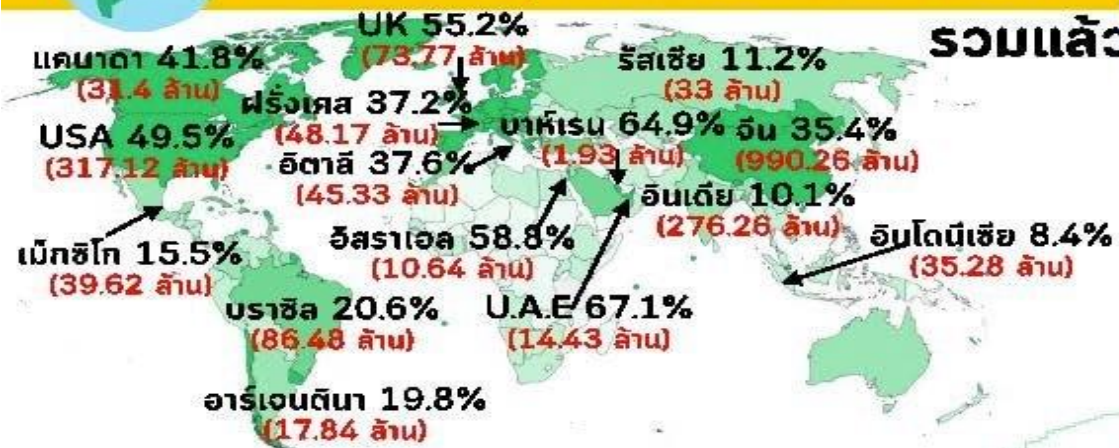 รวมแล้ว
UK 55.2%
(73.77 ล้าน)
แคนาดา 41.8%
(31.4 ล้าน)
รัสเซีย 11.2%
(33 ล้าน)
ฝรั่งเศส 37.2%
(48.17 ล้าน)
USA 49.5%
(317.12 ล้าน)
บาห์เรน 64.9%
(1.93 ล้าน)
จีน 35.4%
(990.26 ล้าน)
อิตาลี 37.6%
(45.33 ล้าน)
อินเดีย 10.1%
(276.26 ล้าน)
อิสราเอล 58.8%
(10.64 ล้าน)
อินโดนีเซีย 8.4%
(35.28 ล้าน)
เม็กซิโก 15.5%
(39.62 ล้าน)
บราซิล 20.6%
(86.48 ล้าน)
U.A.E 67.1%
(14.43 ล้าน)
อาร์เจนตินา 19.8%
(17.84 ล้าน)